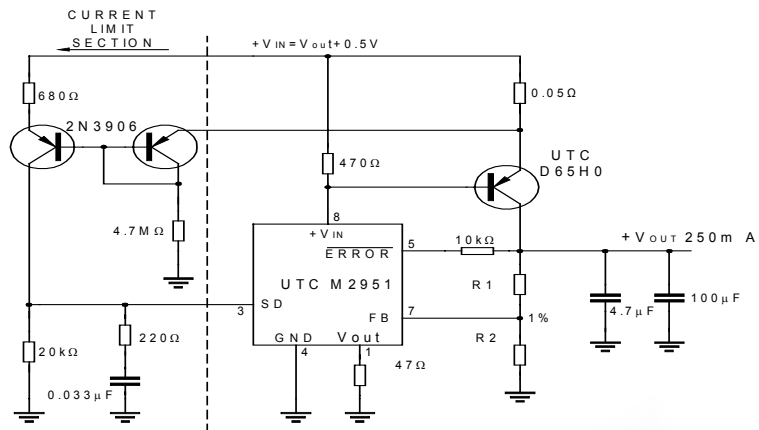 CURRENT
LIMIT
SECTION
+VIN=Vout+0.5V
680Ω
0.05Ω
2N3906
UTC
D65H0
470Ω
4.7MΩ
8
+VIN
ERROR
5
10kΩ
+VOUT 250m A
UTC M2951
R1
3
SD
FB
7
1%
4.7μF
100μF
220Ω
GND
Vout
R2
20kΩ
4
1
47Ω
0.033μF